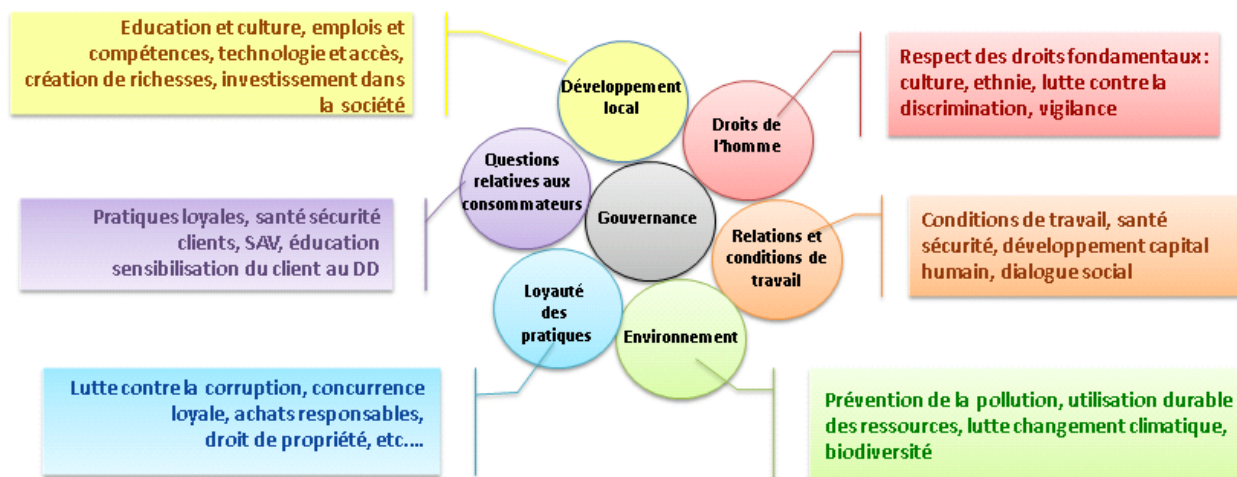 Education et culture, emplois et
compétences, technologie et accès,
création de richesses, investissement dans
la société
Développement
local
Respect des droits fondamentaux :
culture, ethnie, lutte contre la
discrimination, vigilance
Droits de
l'homme
Questions
relatives aux
consommateurs
Pratiques loyales, santé sécurité
clients, SAV, éducation
sensibilisation du client au DD
Gouvernance
Relations et
conditions de
travail
Conditions de travail, santé
sécurité, développement capital
humain, dialogue social
Loyauté
des
pratiques
Environnement
Lutte contre la corruption, concurrence
loyale, achats responsables,
droit de propriété, etc....
Prévention de la pollution, utilisation durable
des ressources, lutte changement climatique,
biodiversité